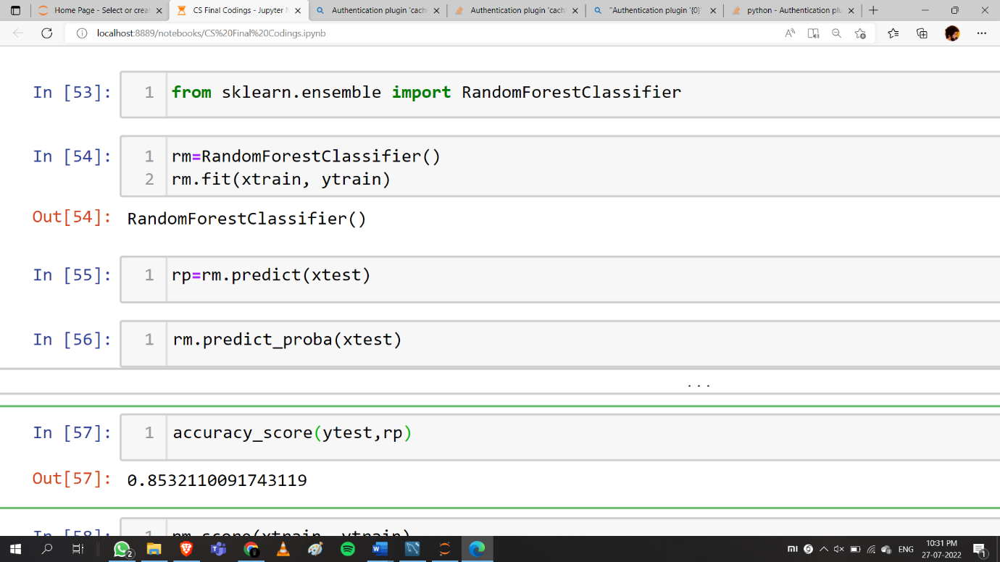 Home Page - Select or creat
CS Final Codings - Jupyter N
Authentication plugin 'cach
Authentication plugin 'cach
"Authentication plugin '{0}'
python - Authentication plu
localhost:8889/notebooks/CS%20Final%20Codings.ipynb
In [53]: 1 from sklearn.ensemble import RandomForestClassifier
In [54]: 1 rm=RandomForestClassifier()
2 rm.fit(xtrain, ytrain)
Out[54]: RandomForestClassifier()
In [55]: 1 rp=rm.predict(xtest)
In [56]: 1 rm.predict_proba(xtest)
...
In [57]: 1 accuracy_score(ytest,rp)
Out[57]: 0.8532110091743119
In [58]: 1 rm.score(xtrain, ytrain)
2
mi
ENG
10:31 PM
27-07-2022
1